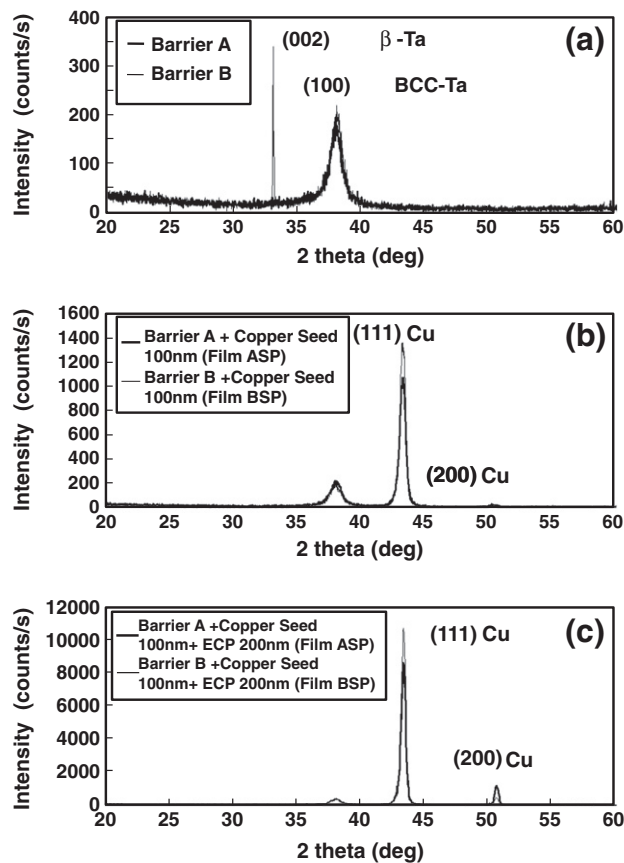 400
300
200
100
0
Intensity (counts/s)
Barrier A
Barrier B
(002) β -Ta
(100) BCC-Ta
(a)
20 25 30 35 40 45 50 55 60
2 theta (deg)
1600
1400
1200
1000
800
600
400
200
0
Intensity (counts/s)
Barrier A + Copper Seed
100nm (Film ASP)
Barrier B +Copper Seed
100nm (Film BSP)
(111) Cu
(200) Cu
(b)
20 25 30 35 40 45 50 55 60
2 theta (deg)
12000
10000
8000
6000
4000
2000
0
Intensity (counts/s)
Barrier A +Copper Seed
100nm+ ECP 200nm (Film ASP)
Barrier B +Copper Seed
100nm+ ECP 200nm (Film BSP)
(111) Cu
(200) Cu
(c)
20 25 30 35 40 45 50 55 60
2 theta (deg)